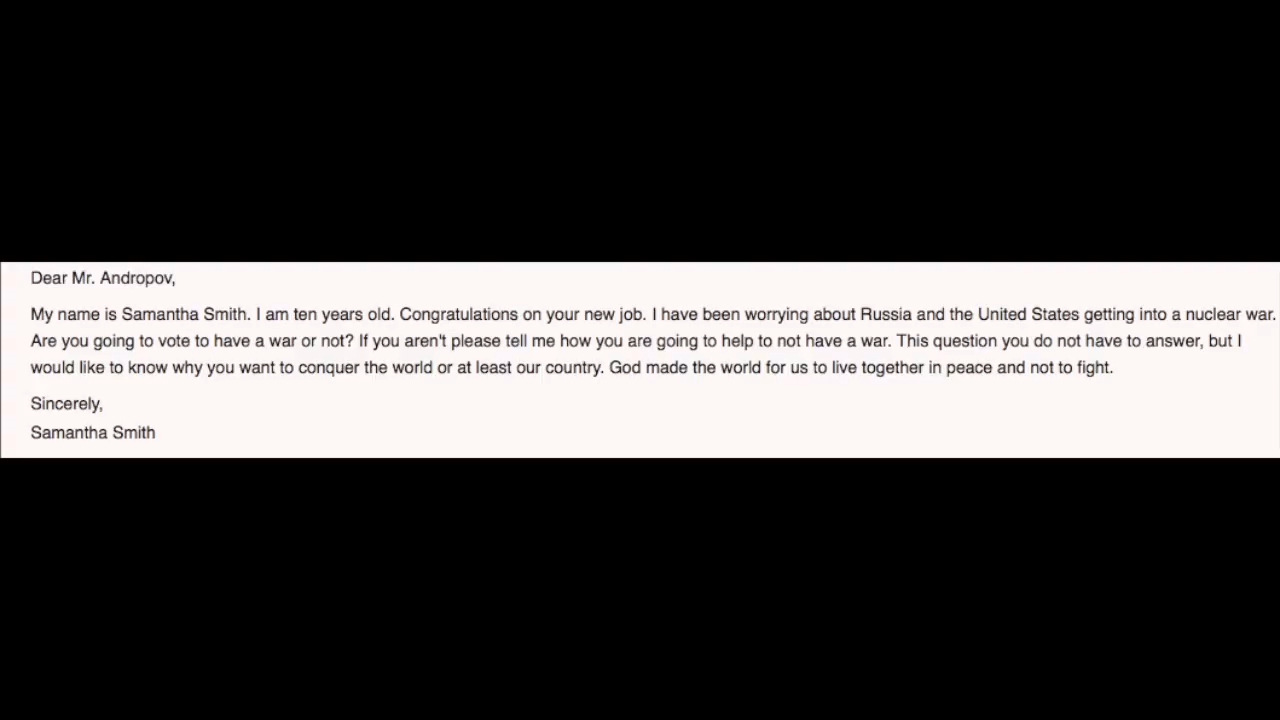 Dear Mr. Andropov,
My name is Samantha Smith. I am ten years old. Congratulations on your new job. I have been worrying about Russia and the United States getting into a nuclear war.
Are you going to vote to have a war or not? If you aren't please tell me how you are going to help to not have a war. This question you do not have to answer, but I
would like to know why you want to conquer the world or at least our country. God made the world for us to live together in peace and not to fight.
Sincerely,
Samantha Smith